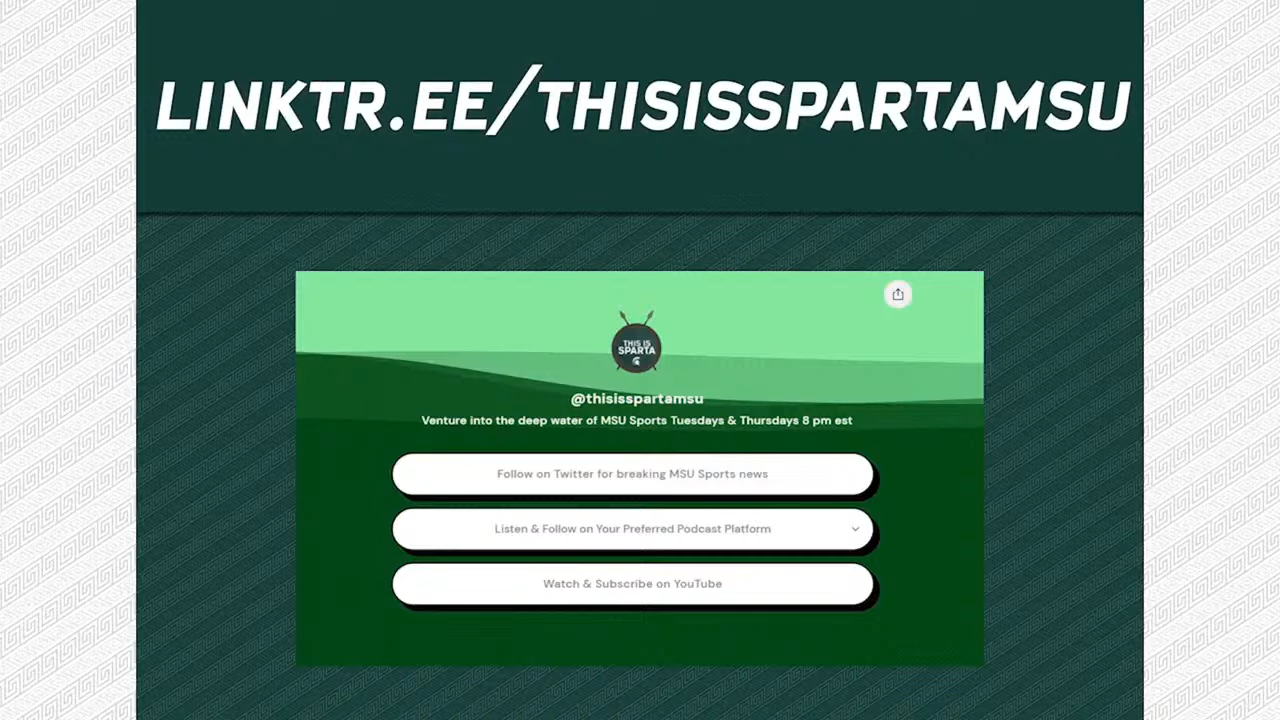 LINKTR.EE/THISISSPARTAMSU
THIS IS
SPARTA
@thisisspartamsu
Venture into the deep water of MSU Sports Tuesdays & Thursdays 8 pm est
Follow on Twitter for breaking MSU Sports news
Listen & Follow on Your Preferred Podcast Platform
Watch & Subscribe on YouTube